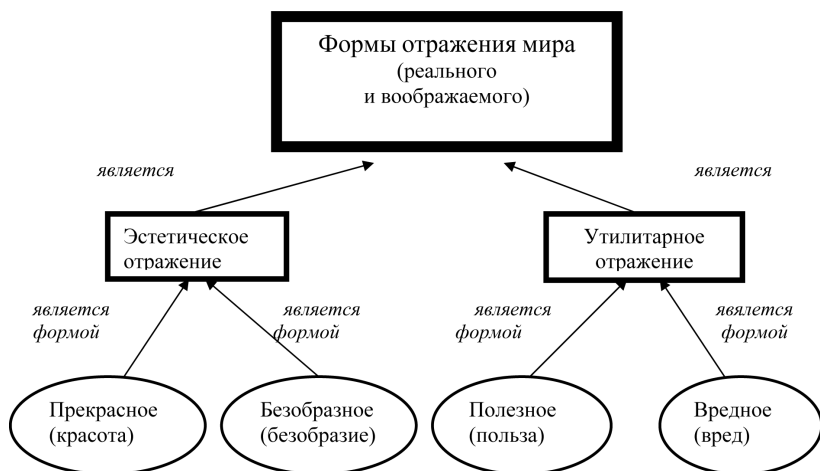 Формы отражения мира
(реального
и воображаемого)
является
является
Эстетическое
отражение
Утилитарное
отражение
является
формой
является
формой
является
формой
явялется
формой
Прекрасное
(красота)
Безобразное
(безобразие)
Полезное
(польза)
Вредное
(вред)